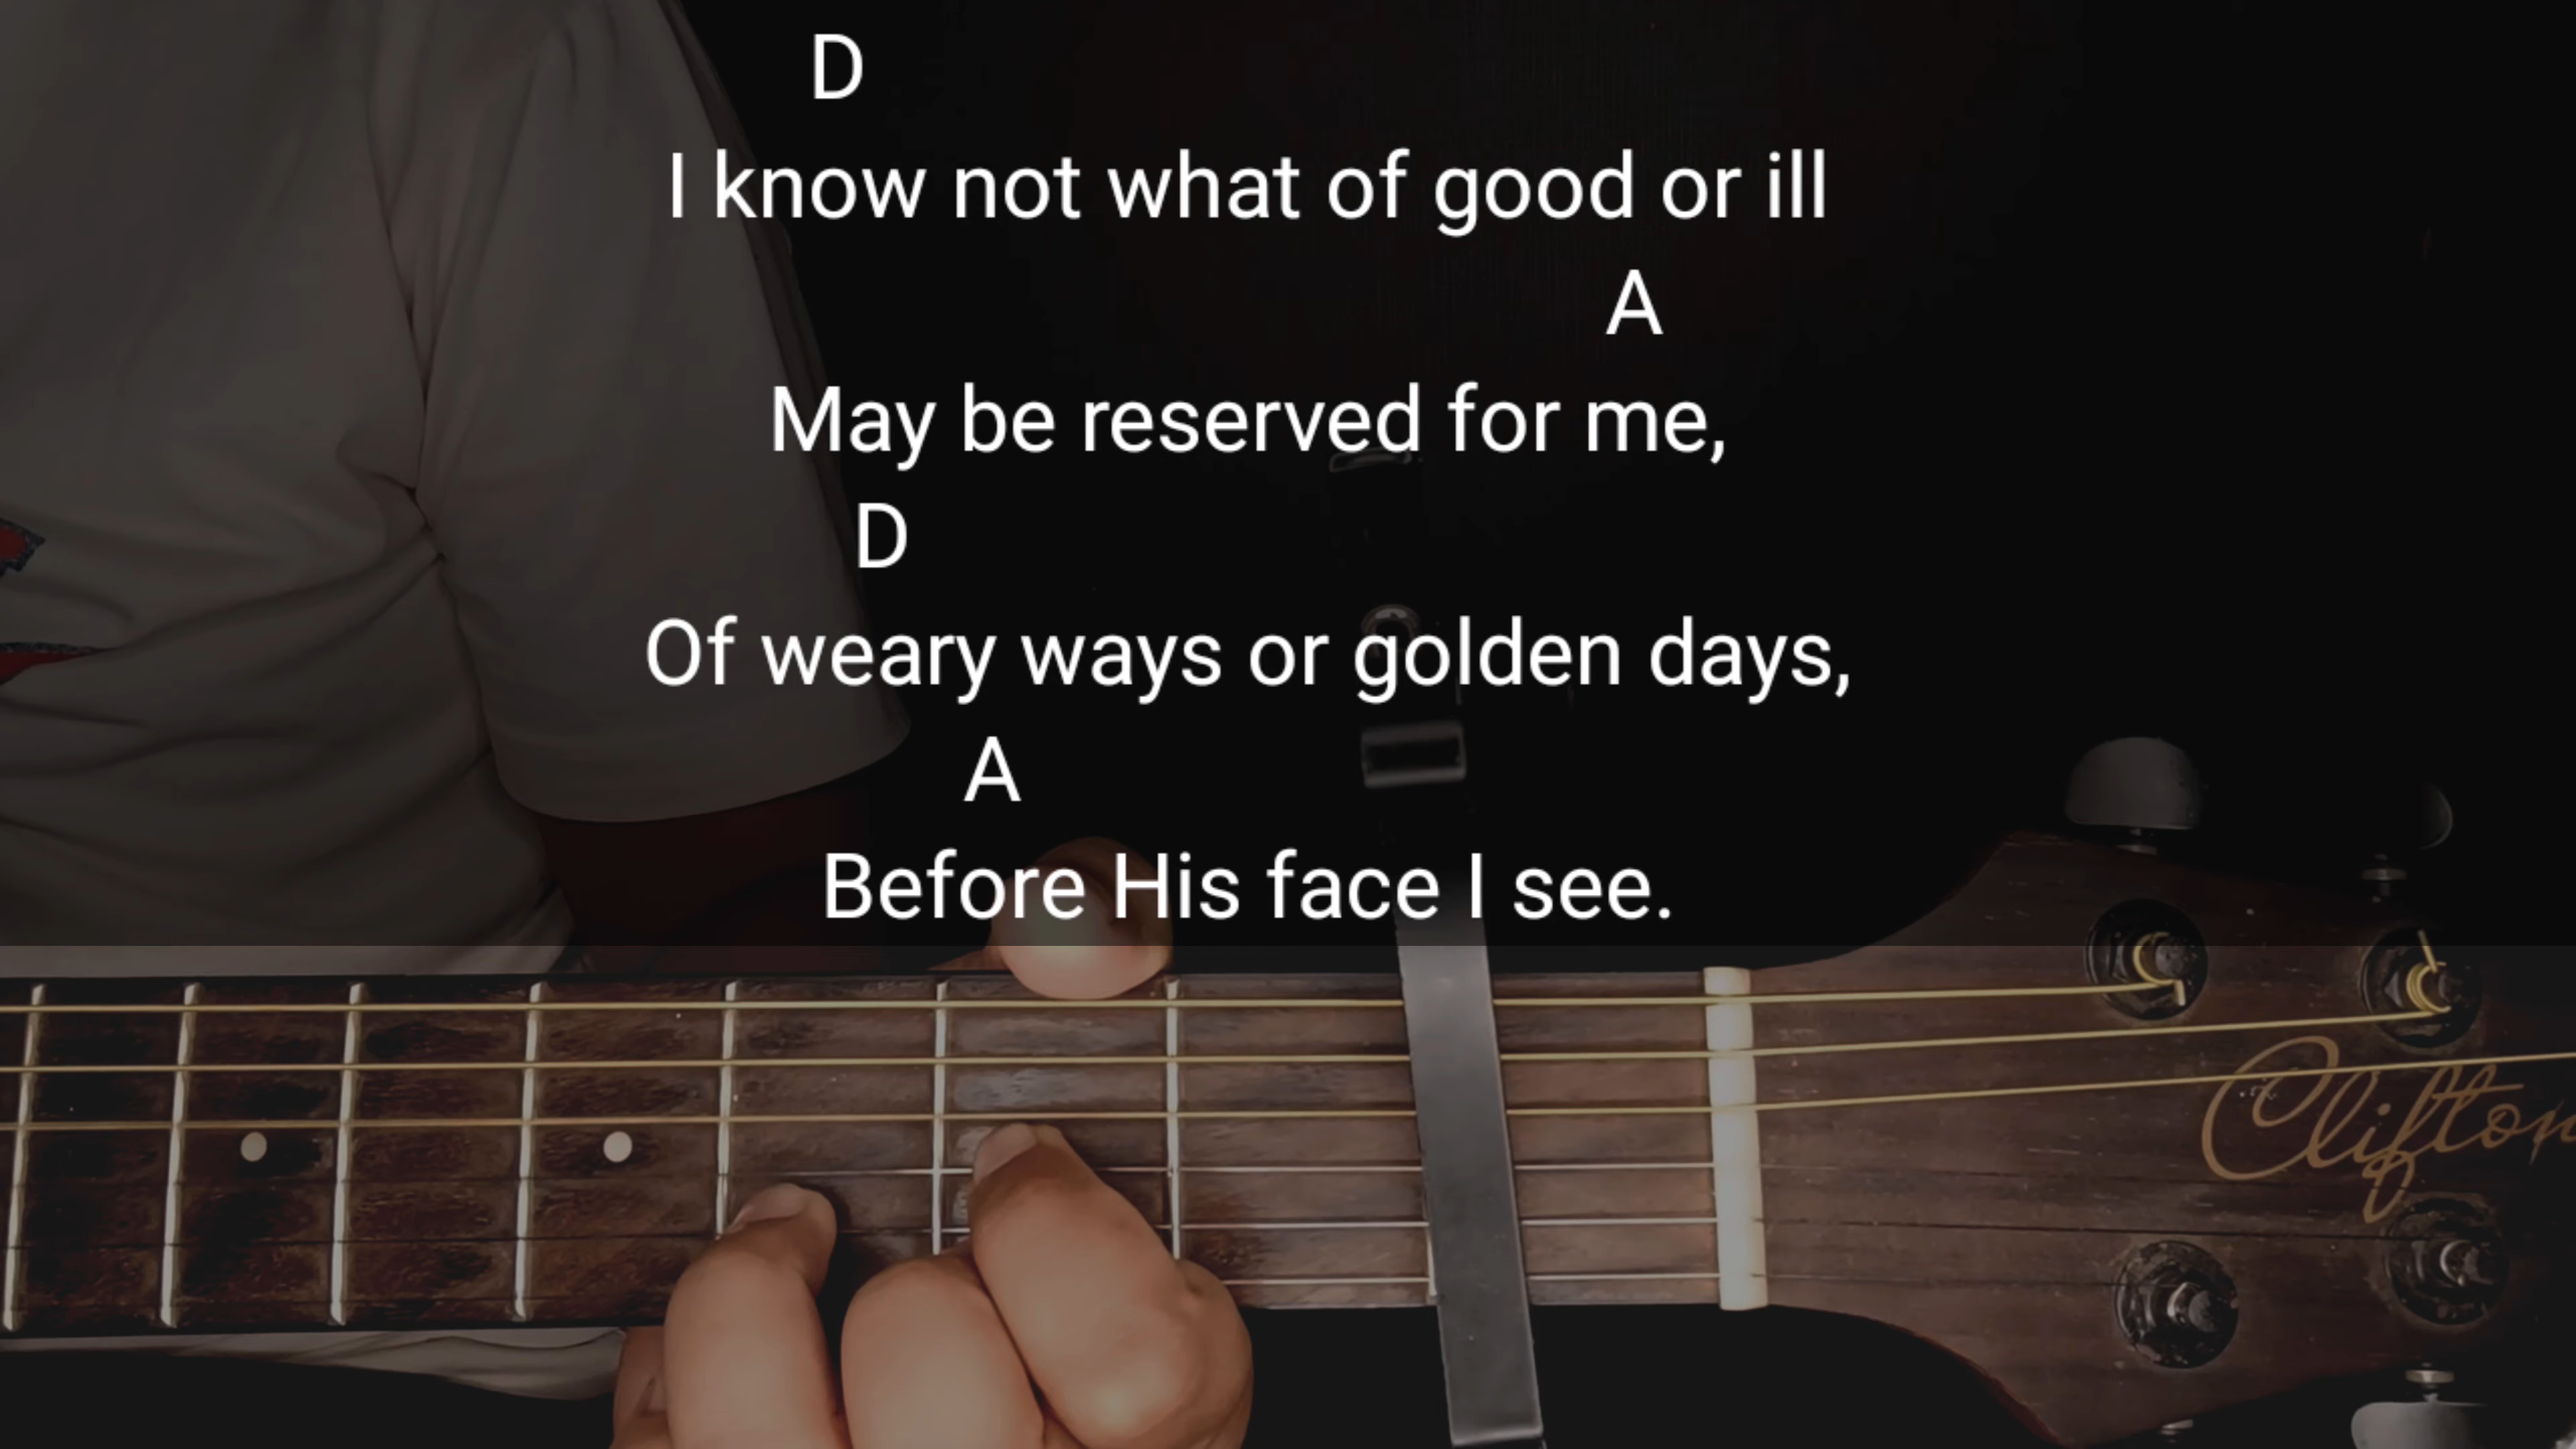 D
I know not what of good or ill
A
May be reserved for me,
D
Of weary ways or golden days,
A
Before His face I see.
Clifton